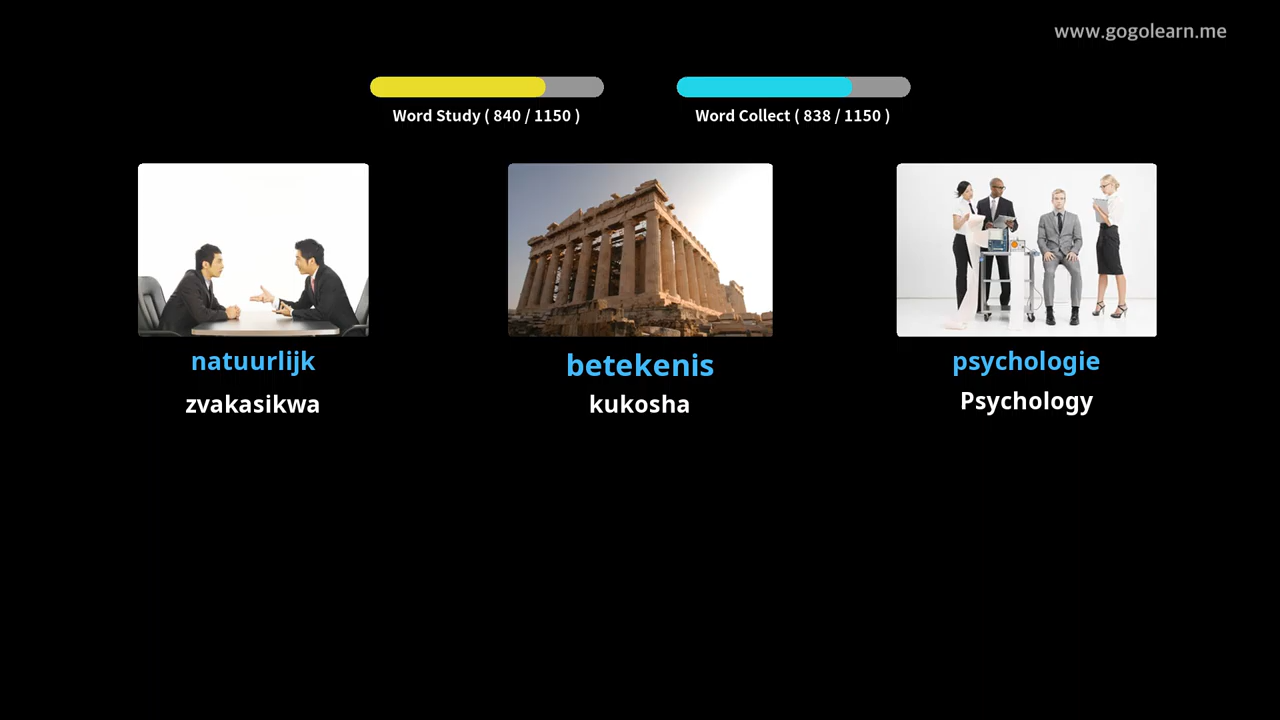 www.gogolearn.me
Word Study ( 840 / 1150 )
Word Collect ( 838 / 1150 )
natuurlijk
zvakasikwa
betekenis
kukosha
psychologie
Psychology